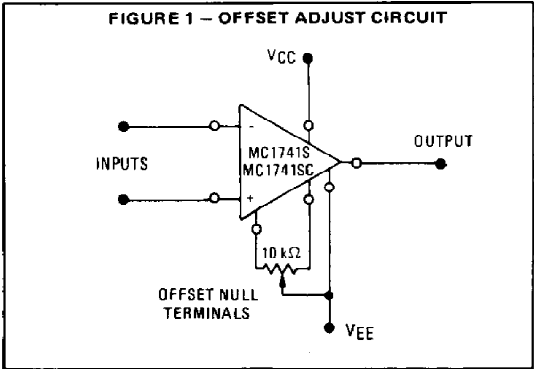 FIGURE 1 – OFFSET ADJUST CIRCUIT
VCC
-
MC1741S
MC1741SC
OUTPUT
INPUTS
+
10 kΩ
OFFSET NULL
TERMINALS
VEE